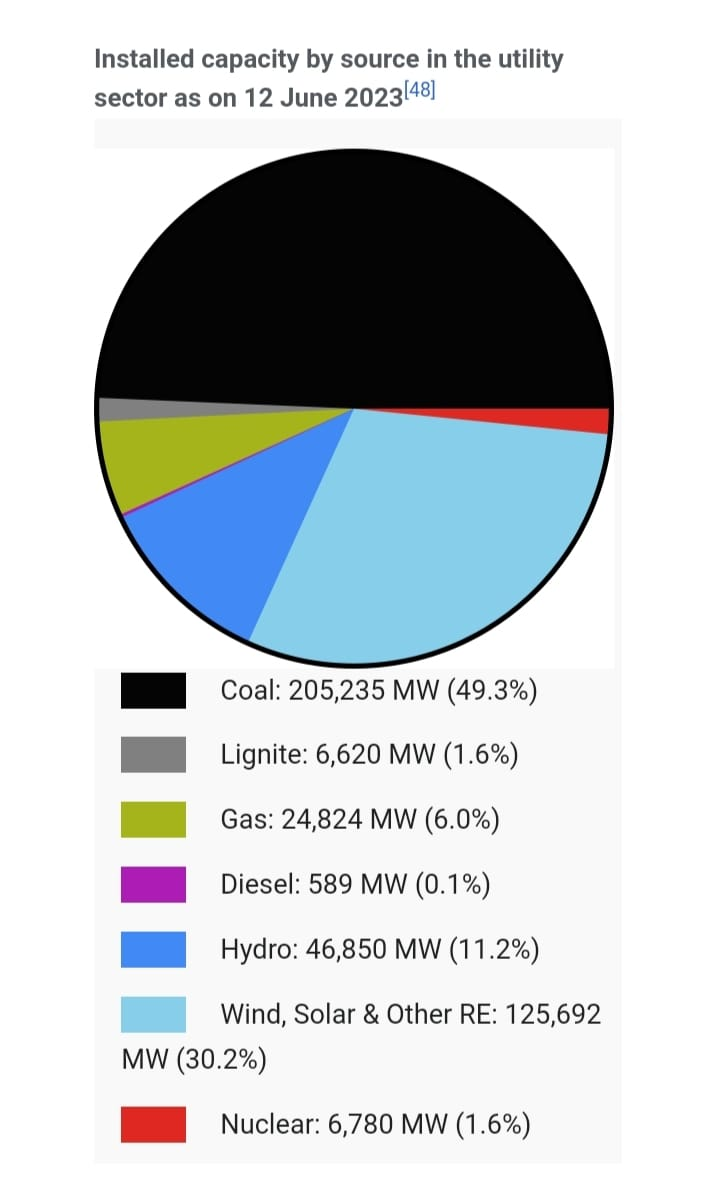 Installed capacity by source in the utility
sector as on 12 June 2023[48]
Coal: 205,235 MW (49.3%)
Lignite: 6,620 MW (1.6%)
Gas: 24,824 MW (6.0%)
Diesel: 589 MW (0.1%)
Hydro: 46,850 MW (11.2%)
Wind, Solar & Other RE: 125,692
MW (30.2%)
Nuclear: 6,780 MW (1.6%)